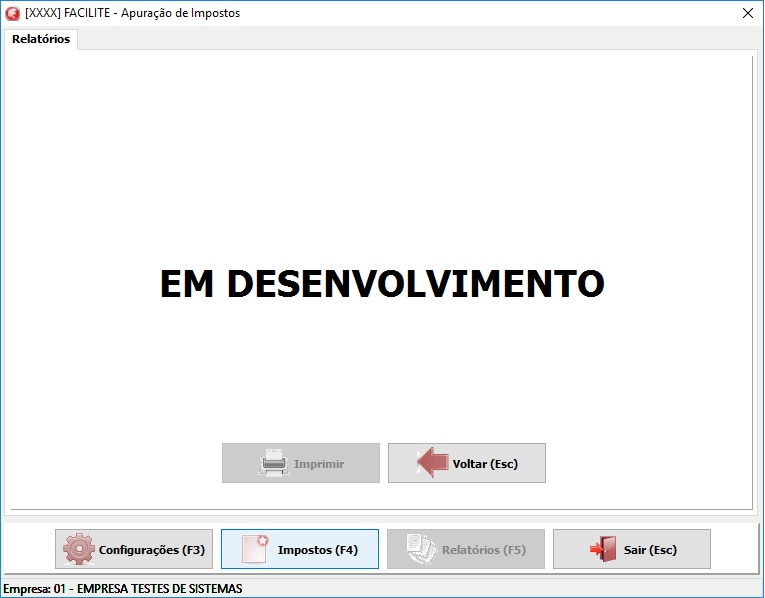 [XXXX] FACILITE - Apuração de Impostos
Relatórios
EM DESENVOLVIMENTO
Imprimir
Voltar (Esc)
Configurações (F3)
Impostos (F4)
Relatórios (F5)
Sair (Esc)
Empresa: 01 - EMPRESA TESTES DE SISTEMAS